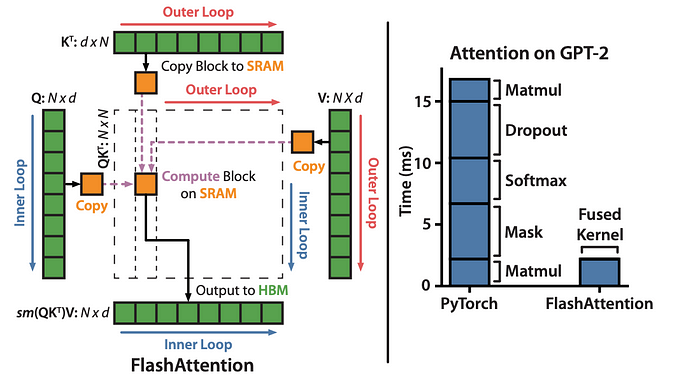 Outer Loop
Kᵀ: d x N
Copy Block to SRAM
Outer Loop
Q: N x d
V: N X d
QKᵀ: N x N
Inner Loop
Copy
Compute Block
on SRAM
Copy
Inner Loop
Outer Loop
Output to HBM
sm(QKᵀ)V: N x d
Inner Loop
FlashAttention
Attention on GPT-2
Time (ms)
15
10
5
0
Matmul
Dropout
Softmax
Mask
Matmul
Fused
Kernel
PyTorch
FlashAttention